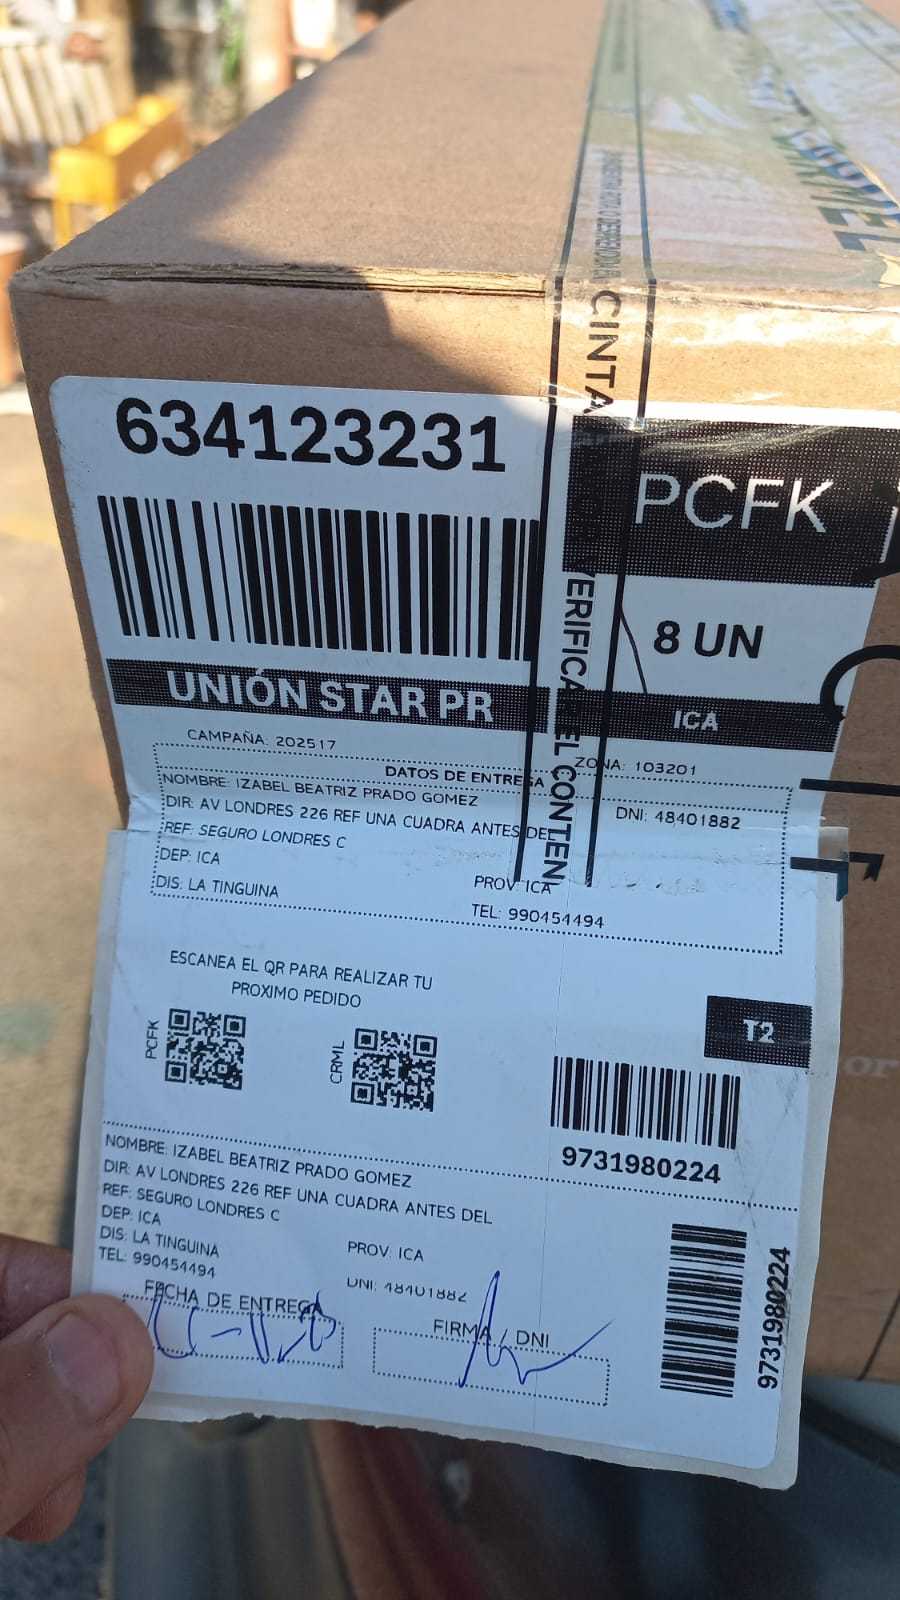 634123231
PCFK
8 UN
UNIÓN STAR PR
ICA
CAMPAÑA: 202517
ZONA: 103201
DATOS DE ENTREGA
NOMBRE: IZABEL BEATRIZ PRADO GOMEZ
DNI: 48401882
DIR: AV LONDRES 226 REF UNA CUADRA ANTES DEL
REF: SEGURO LONDRES C
DEP: ICA
PROV: ICA
DIS: LA TINGUINA
TEL: 990454494
CINTA
VERIFICA EL CONTEN
ESCANEA EL QR PARA REALIZAR TU
PROXIMO PEDIDO
PCFK
CRML
T2
9731980224
NOMBRE: IZABEL BEATRIZ PRADO GOMEZ
DIR: AV LONDRES 226 REF UNA CUADRA ANTES DEL
REF: SEGURO LONDRES C
DEP: ICA
PROV: ICA
DIS: LA TINGUINA
TEL: 990454494
DNI: 48401882
FECHA DE ENTREGA
FIRMA / DNI
9731980224